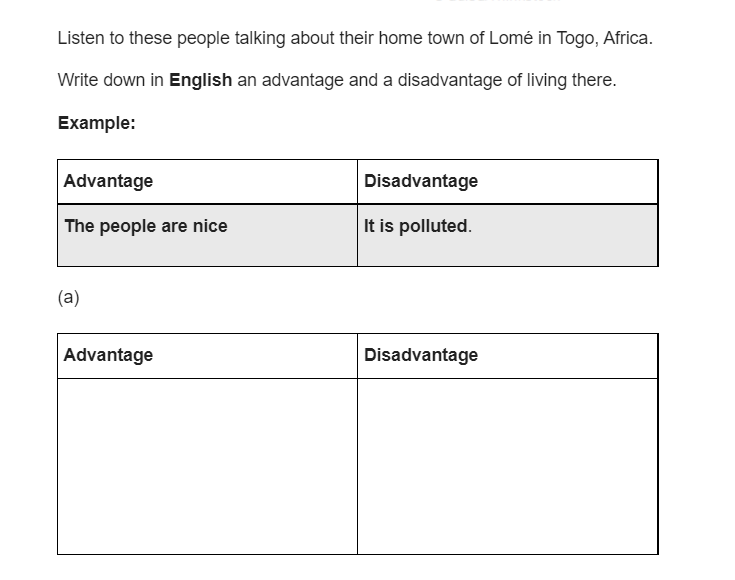 Listen to these people talking about their home town of Lomé in Togo, Africa.
Write down in English an advantage and a disadvantage of living there.
Example:
Advantage Disadvantage
The people are nice It is polluted.
(a)
Advantage Disadvantage